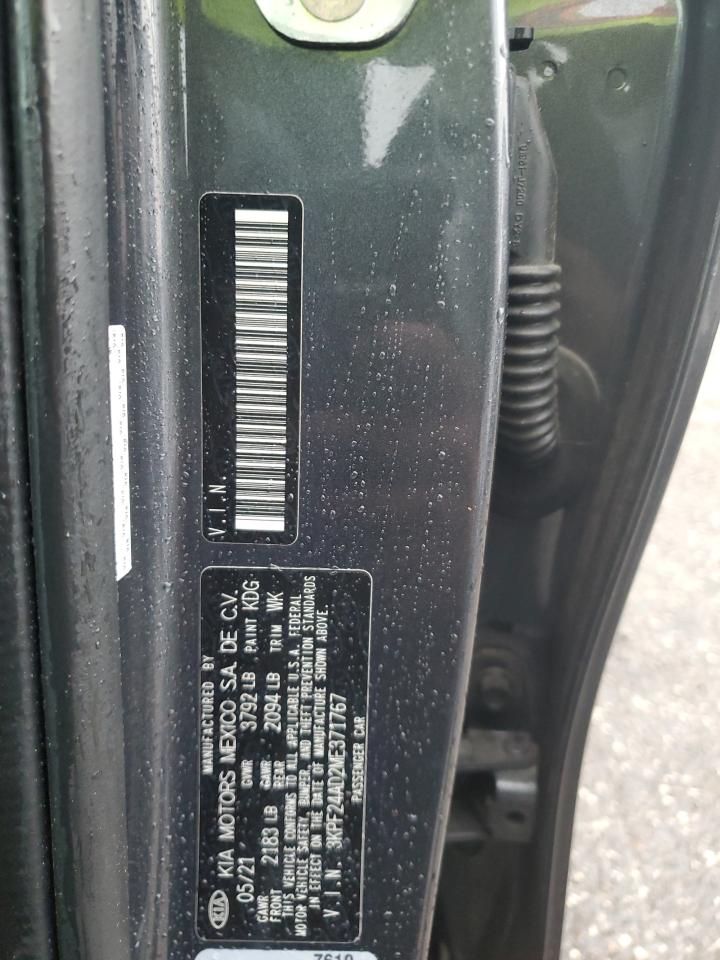 V.I.N.
MANUFACTURED BY
KIA KIA MOTORS MEXICO S.A. DE C.V.
05/21 GVWR 3792 LB PAINT KDG
GAWR FRONT 2183 LB GAWR REAR 2094 LB TRIM WK
THIS VEHICLE CONFORMS TO ALL APPLICABLE U.S.A. FEDERAL
MOTOR VEHICLE SAFETY, BUMPER, AND THEFT PREVENTION STANDARDS
IN EFFECT ON THE DATE OF MANUFACTURE SHOWN ABOVE.
V.I.N. 3KPF24AD2ME371767
PASSENGER CAR
7610